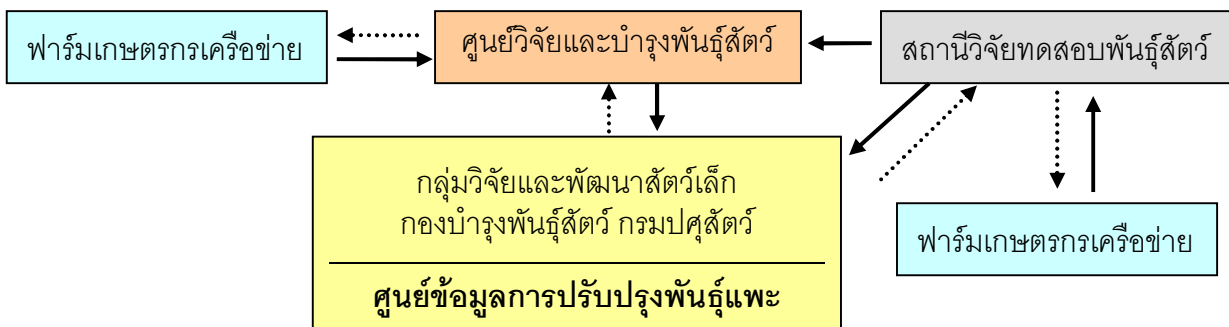 ฟาร์มเกษตรกรเครือข่าย
ศูนย์วิจัยและบำรุงพันธุ์สัตว์
สถานีวิจัยทดสอบพันธุ์สัตว์
กลุ่มวิจัยและพัฒนาสัตว์เล็ก
กองบำรุงพันธุ์สัตว์ กรมปศุสัตว์
ศูนย์ข้อมูลการปรับปรุงพันธุ์แพะ
ฟาร์มเกษตรกรเครือข่าย